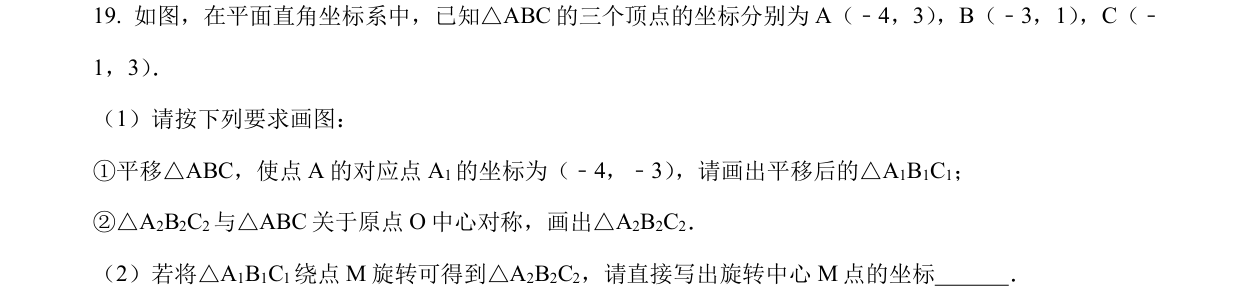 19. 如图，在平面直角坐标系中，已知△ABC 的三个顶点的坐标分别为 A（﹣4，3），B（﹣3，1），C（﹣
1，3）．
（1）请按下列要求画图：
①平移△ABC，使点 A 的对应点 A₁ 的坐标为（﹣4，﹣3），请画出平移后的△A₁B₁C₁；
②△A₂B₂C₂ 与△ABC 关于原点 O 中心对称，画出△A₂B₂C₂．
（2）若将△A₁B₁C₁ 绕点 M 旋转可得到△A₂B₂C₂，请直接写出旋转中心 M 点的坐标______．